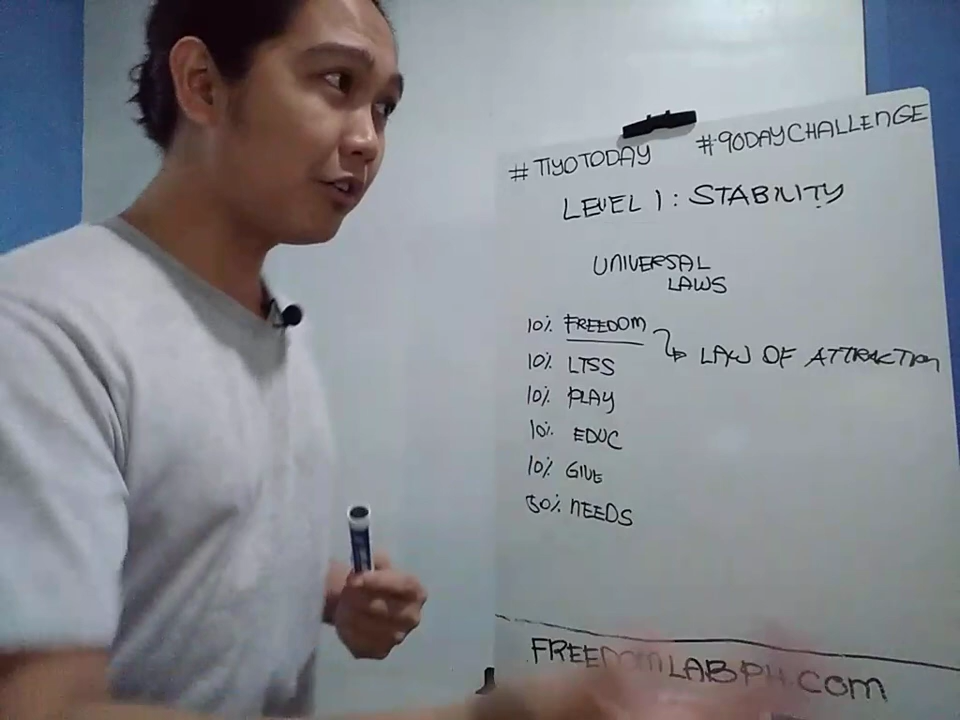 #TIYOTODAY #90DAYCHALLENGE
LEVEL 1: STABILITY
UNIVERSAL
LAWS
10% FREEDOM → LAW OF ATTRACTION
10% LTSS
10% PLAY
10% EDUC
10% GIVE
50% NEEDS
FREEDOMLABPH.COM